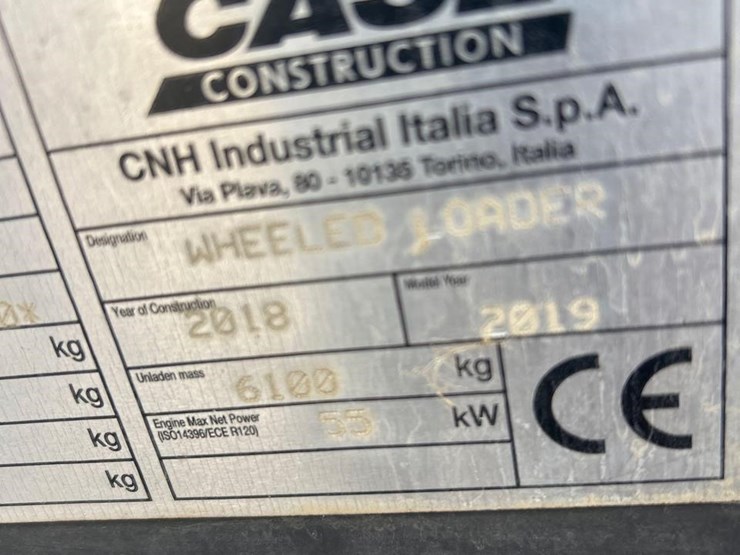 CASE
CONSTRUCTION
CNH Industrial Italia S.p.A.
Via Plava, 80 - 10135 Torino, Italia
Designation WHEELED LOADER
Year of Construction 2018 Model Year 2019
0*
kg Unladen mass 6100 kg
kg Engine Max Net Power 55 kW
(ISO14396/ECE R120)
kg
kg
CE